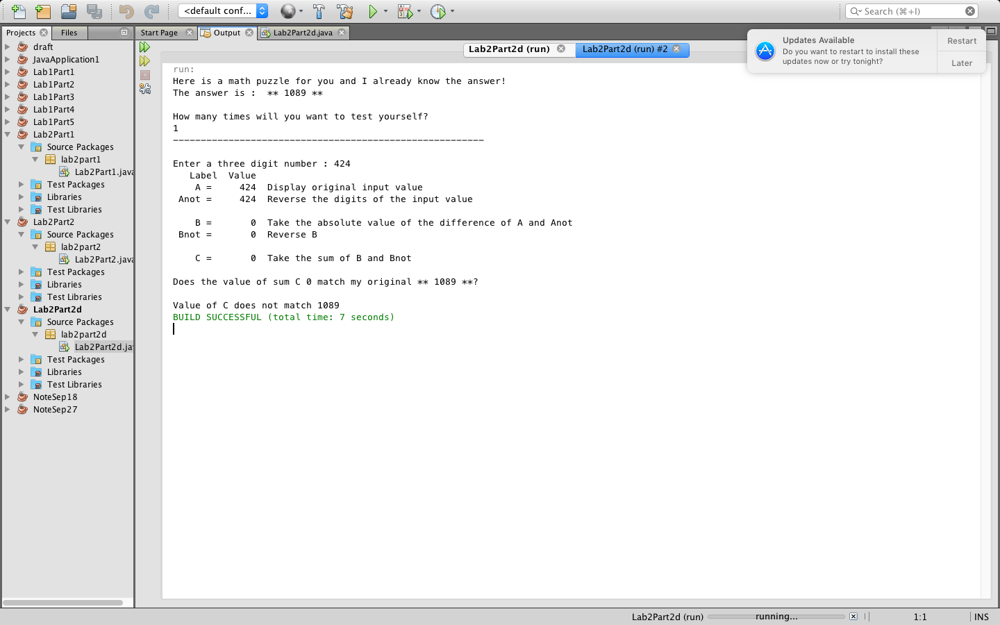 <default conf...
Search (⌘+I)
Projects
Files
Start Page
Output
Lab2Part2d.java
Updates Available
Do you want to restart to install these
updates now or try tonight?
Restart
Later
draft
JavaApplication1
Lab1Part1
Lab1Part2
Lab1Part3
Lab1Part4
Lab1Part5
Lab2Part1
Source Packages
lab2part1
Lab2Part1.java
Test Packages
Libraries
Test Libraries
Lab2Part2
Source Packages
lab2part2
Lab2Part2.java
Test Packages
Libraries
Test Libraries
Lab2Part2d
Source Packages
lab2part2d
Lab2Part2d.ja
Test Packages
Libraries
Test Libraries
NoteSep18
NoteSep27
Lab2Part2d (run)
Lab2Part2d (run) #2
run:
Here is a math puzzle for you and I already know the answer!
The answer is :  ** 1089 **
How many times will you want to test yourself?
1
--------------------------------------------------------
Enter a three digit number : 424
Label  Value
A =     424  Display original input value
Anot =     424  Reverse the digits of the input value
B =       0  Take the absolute value of the difference of A and Anot
Bnot =       0  Reverse B
C =       0  Take the sum of B and Bnot
Does the value of sum C 0 match my original ** 1089 **?
Value of C does not match 1089
BUILD SUCCESSFUL (total time: 7 seconds)
Lab2Part2d (run)
running...
1:1
INS